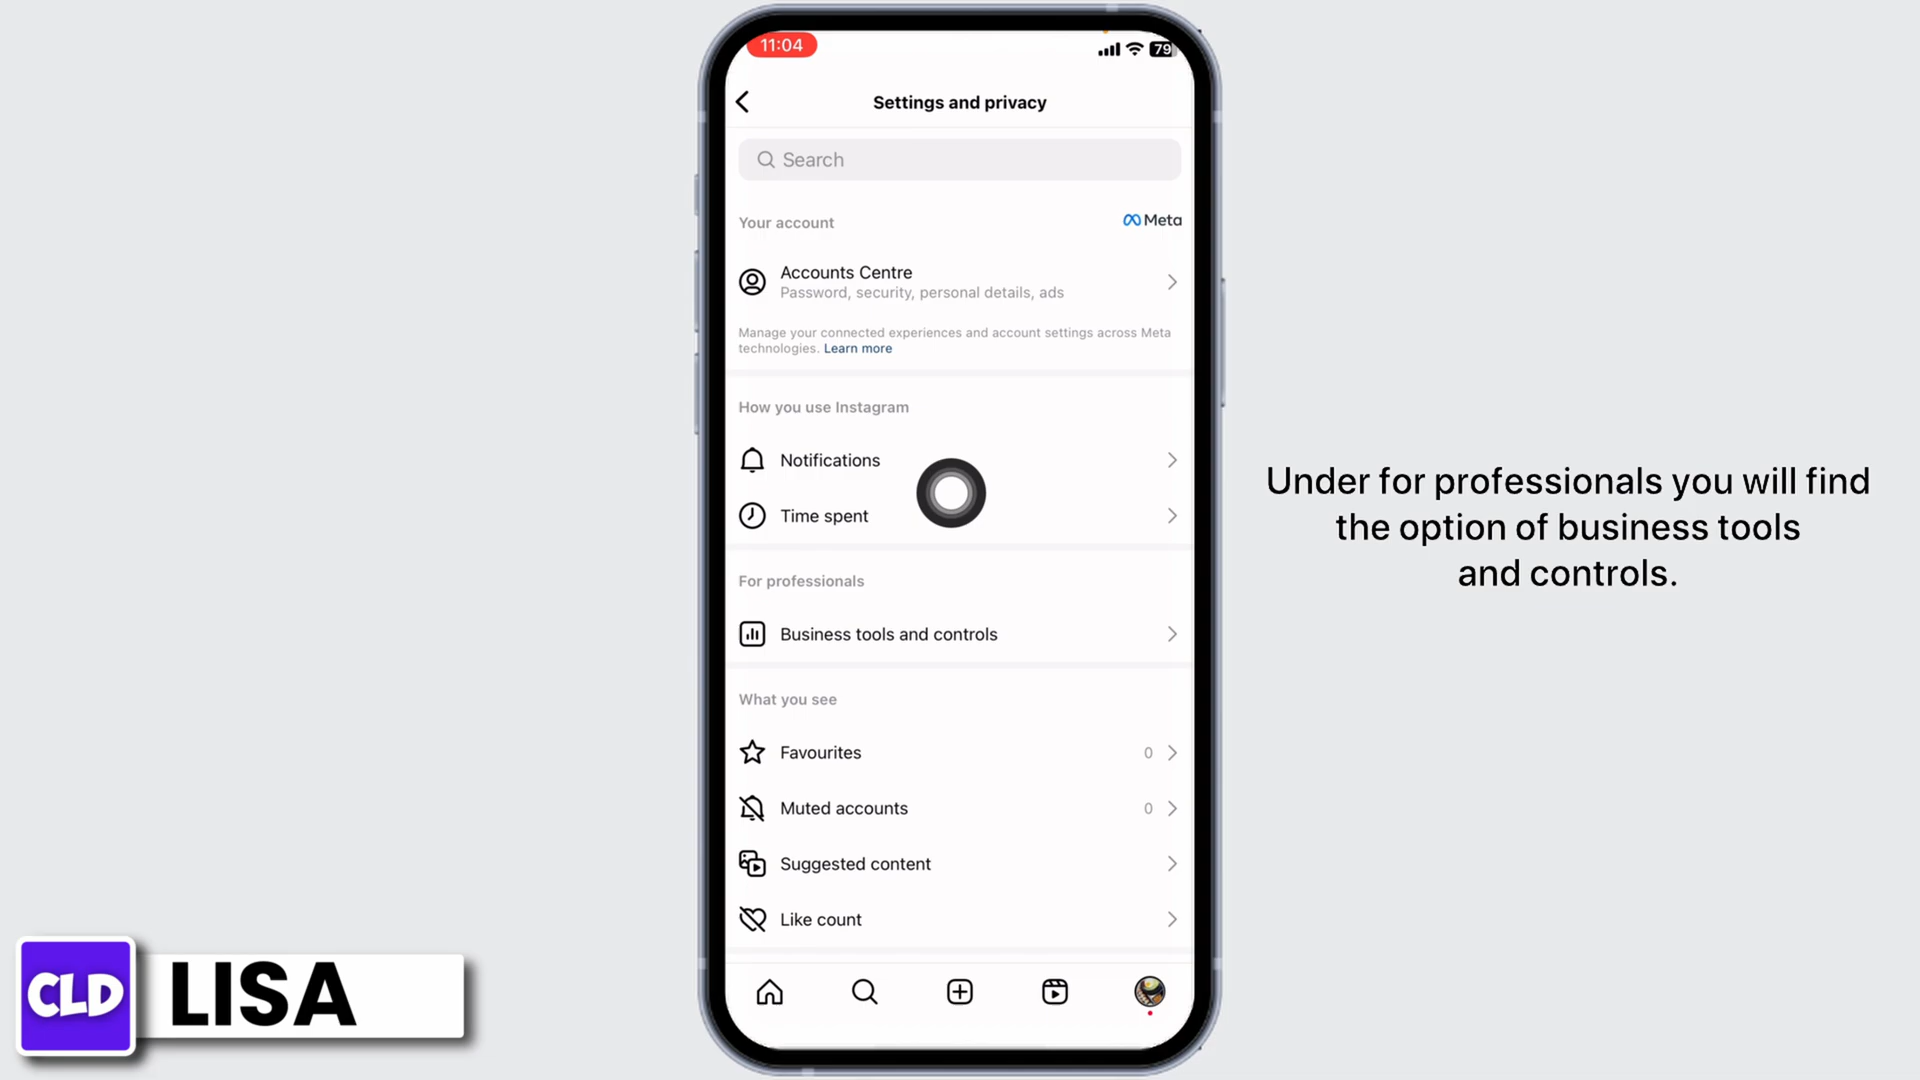 11:04
79
Settings and privacy
Search
Your account
Meta
Accounts Centre
Password, security, personal details, ads
Manage your connected experiences and account settings across Meta
technologies. Learn more
How you use Instagram
Notifications
Time spent
For professionals
Business tools and controls
What you see
Favourites 0
Muted accounts 0
Suggested content
Like count
Under for professionals you will find
the option of business tools
and controls.
CLD
LISA